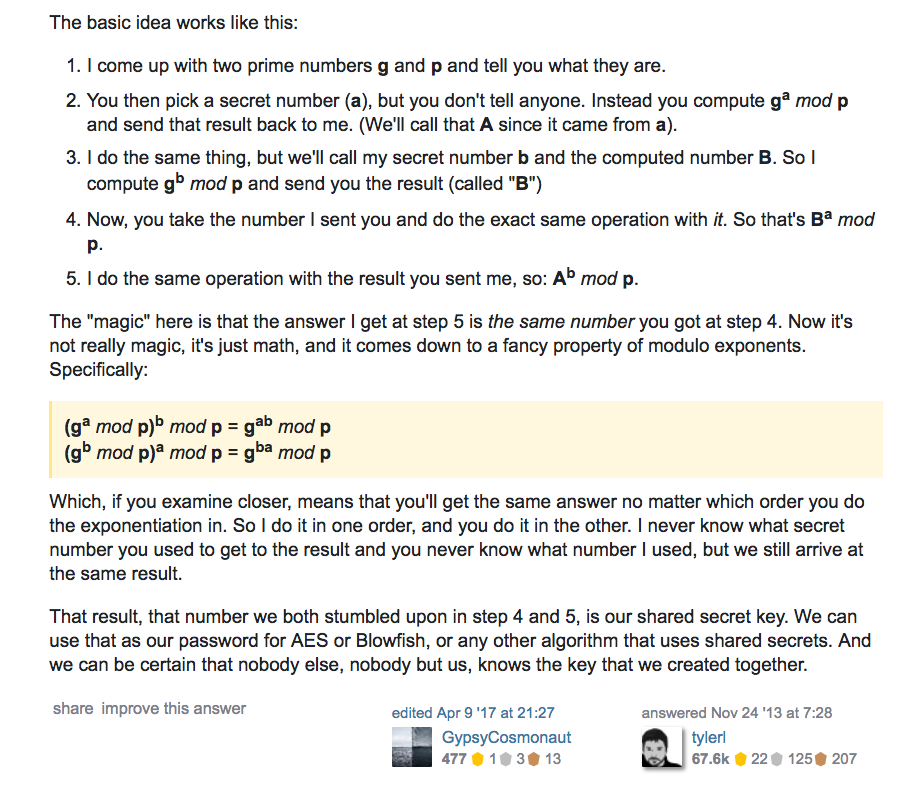 The basic idea works like this:
1. I come up with two prime numbers g and p and tell you what they are.
2. You then pick a secret number (a), but you don't tell anyone. Instead you compute gᵃ mod p
and send that result back to me. (We'll call that A since it came from a).
3. I do the same thing, but we'll call my secret number b and the computed number B. So I
compute gᵇ mod p and send you the result (called "B")
4. Now, you take the number I sent you and do the exact same operation with it. So that's Bᵃ mod
p.
5. I do the same operation with the result you sent me, so: Aᵇ mod p.
The "magic" here is that the answer I get at step 5 is the same number you got at step 4. Now it's
not really magic, it's just math, and it comes down to a fancy property of modulo exponents.
Specifically:
(gᵃ mod p)ᵇ mod p = gᵃᵇ mod p
(gᵇ mod p)ᵃ mod p = gᵇᵃ mod p
Which, if you examine closer, means that you'll get the same answer no matter which order you do
the exponentiation in. So I do it in one order, and you do it in the other. I never know what secret
number you used to get to the result and you never know what number I used, but we still arrive at
the same result.
That result, that number we both stumbled upon in step 4 and 5, is our shared secret key. We can
use that as our password for AES or Blowfish, or any other algorithm that uses shared secrets. And
we can be certain that nobody else, nobody but us, knows the key that we created together.
share improve this answer
edited Apr 9 '17 at 21:27
GypsyCosmonaut
477 1 3 13
answered Nov 24 '13 at 7:28
tylerl
67.6k 22 125 207